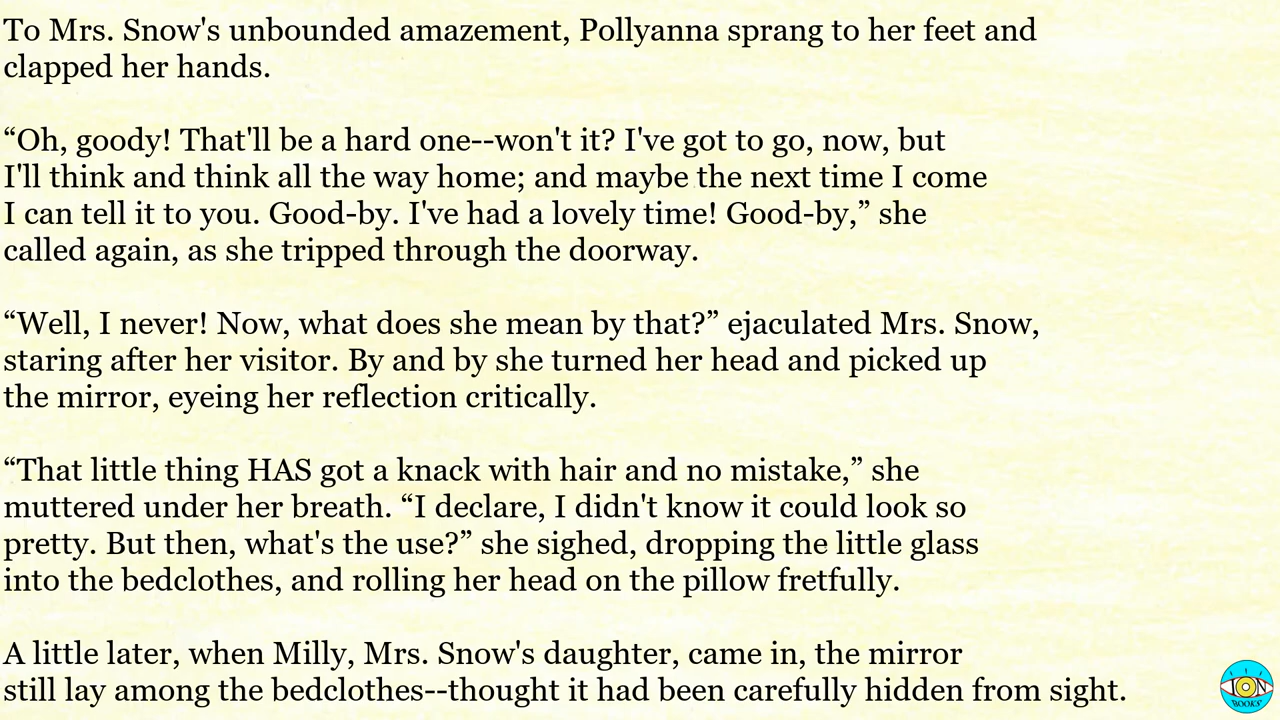 To Mrs. Snow's unbounded amazement, Pollyanna sprang to her feet and
clapped her hands.
“Oh, goody! That'll be a hard one--won't it? I've got to go, now, but
I'll think and think all the way home; and maybe the next time I come
I can tell it to you. Good-by. I've had a lovely time! Good-by,” she
called again, as she tripped through the doorway.
“Well, I never! Now, what does she mean by that?” ejaculated Mrs. Snow,
staring after her visitor. By and by she turned her head and picked up
the mirror, eyeing her reflection critically.
“That little thing HAS got a knack with hair and no mistake,” she
muttered under her breath. “I declare, I didn't know it could look so
pretty. But then, what's the use?” she sighed, dropping the little glass
into the bedclothes, and rolling her head on the pillow fretfully.
A little later, when Milly, Mrs. Snow's daughter, came in, the mirror
still lay among the bedclothes--thought it had been carefully hidden from sight.
ION
BOOKS